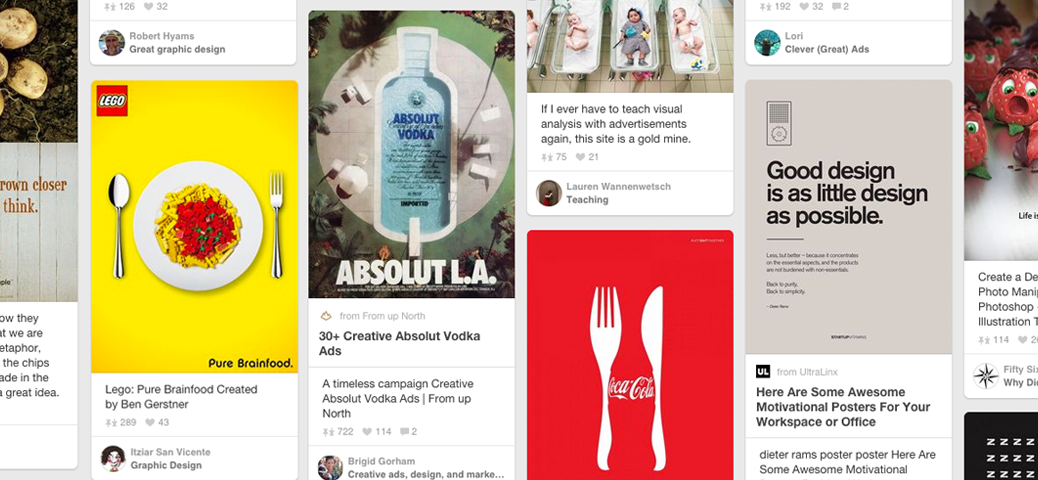 rown closer
think.
ople
ow they
at we are
etaphor,
the chips
ade in the
a great idea.
126 32
Robert Hyams
Great graphic design
LEGO
Pure Brainfood.
Lego: Pure Brainfood Created
by Ben Gerstner
289 43
Itziar San Vicente
Graphic Design
ABSOLUT
VODKA
IMPORTED
ABSOLUT L.A.
from From up North
30+ Creative Absolut Vodka
Ads
A timeless campaign Creative
Absolut Vodka Ads | From up
North
722 114 2
Brigid Gorham
Creative ads, design, and marke...
If I ever have to teach visual
analysis with advertisements
again, this site is a gold mine.
75 21
Lauren Wannenwetsch
Teaching
Coca-Cola
192 32 2
Lori
Clever (Great) Ads
Good design
is as little design
as possible.
Less, but better – because it concentrates
on the essential aspects, and the products
are not burdened with non-essentials.
Back to purity.
Back to simplicity.
– Dieter Rams
STARTUPVITAMINS
UL from UltraLinx
Here Are Some Awesome
Motivational Posters For Your
Workspace or Office
dieter rams poster poster Here Are
Some Awesome Motivational
Life is
Create a De
Photo Mani
Photoshop
Illustration T
114 2
Fifty Six
Why Did
N N N N
N N N N
N N N N